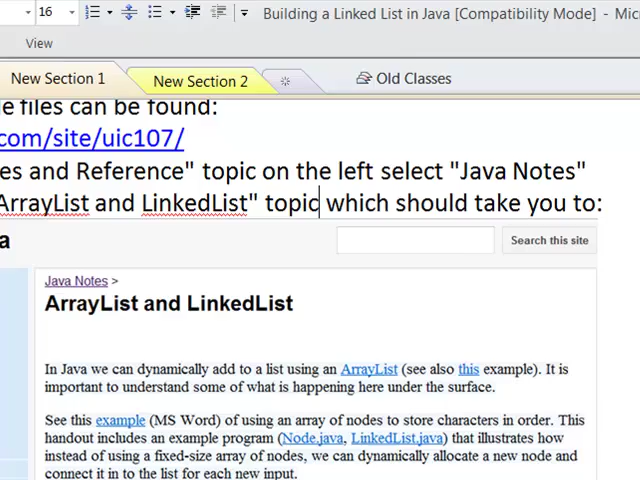 16
Building a Linked List in Java [Compatibility Mode] - Mic
View
New Section 1
New Section 2
Old Classes
e files can be found:
com/site/uic107/
es and Reference" topic on the left select "Java Notes"
ArrayList and LinkedList" topic which should take you to:
a
Search this site
Java Notes >
ArrayList and LinkedList
In Java we can dynamically add to a list using an ArrayList (see also this example). It is
important to understand some of what is happening here under the surface.
See this example (MS Word) of using an array of nodes to store characters in order. This
handout includes an example program (Node.java, LinkedList.java) that illustrates how
instead of using a fixed-size array of nodes, we can dynamically allocate a new node and
connect it in to the list for each new input.